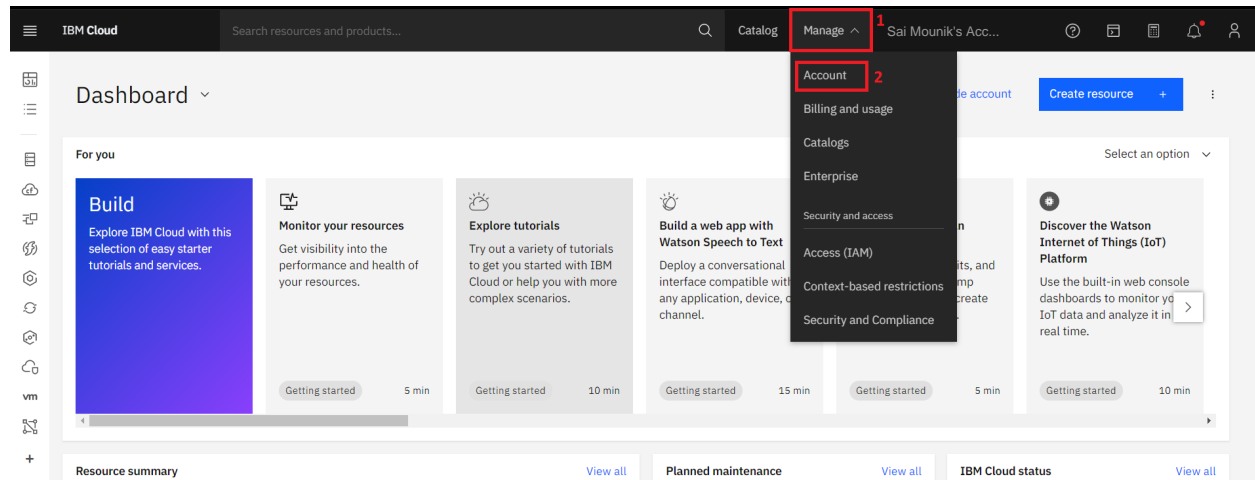 IBM Cloud
Search resources and products...
Catalog
Manage
1
Sai Mounik's Acc...
Account
2
Billing and usage
Catalogs
Enterprise
Security and access
Access (IAM)
Context-based restrictions
Security and Compliance
Dashboard
account
Create resource +
For you
Select an option
Build
Explore IBM Cloud with this
selection of easy starter
tutorials and services.
Monitor your resources
Get visibility into the
performance and health of
your resources.
Getting started 5 min
Explore tutorials
Try out a variety of tutorials
to get you started with IBM
Cloud or help you with more
complex scenarios.
Getting started 10 min
Build a web app with
Watson Speech to Text
Deploy a conversational
interface compatible with
any application, device,
channel.
Getting started 15 min
and
create
Getting started 5 min
Discover the Watson
Internet of Things (IoT)
Platform
Use the built-in web console
dashboards to monitor
IoT data and analyze it in
real time.
Getting started 10 min
vm
+
Resource summary
View all
Planned maintenance
View all
IBM Cloud status
View all